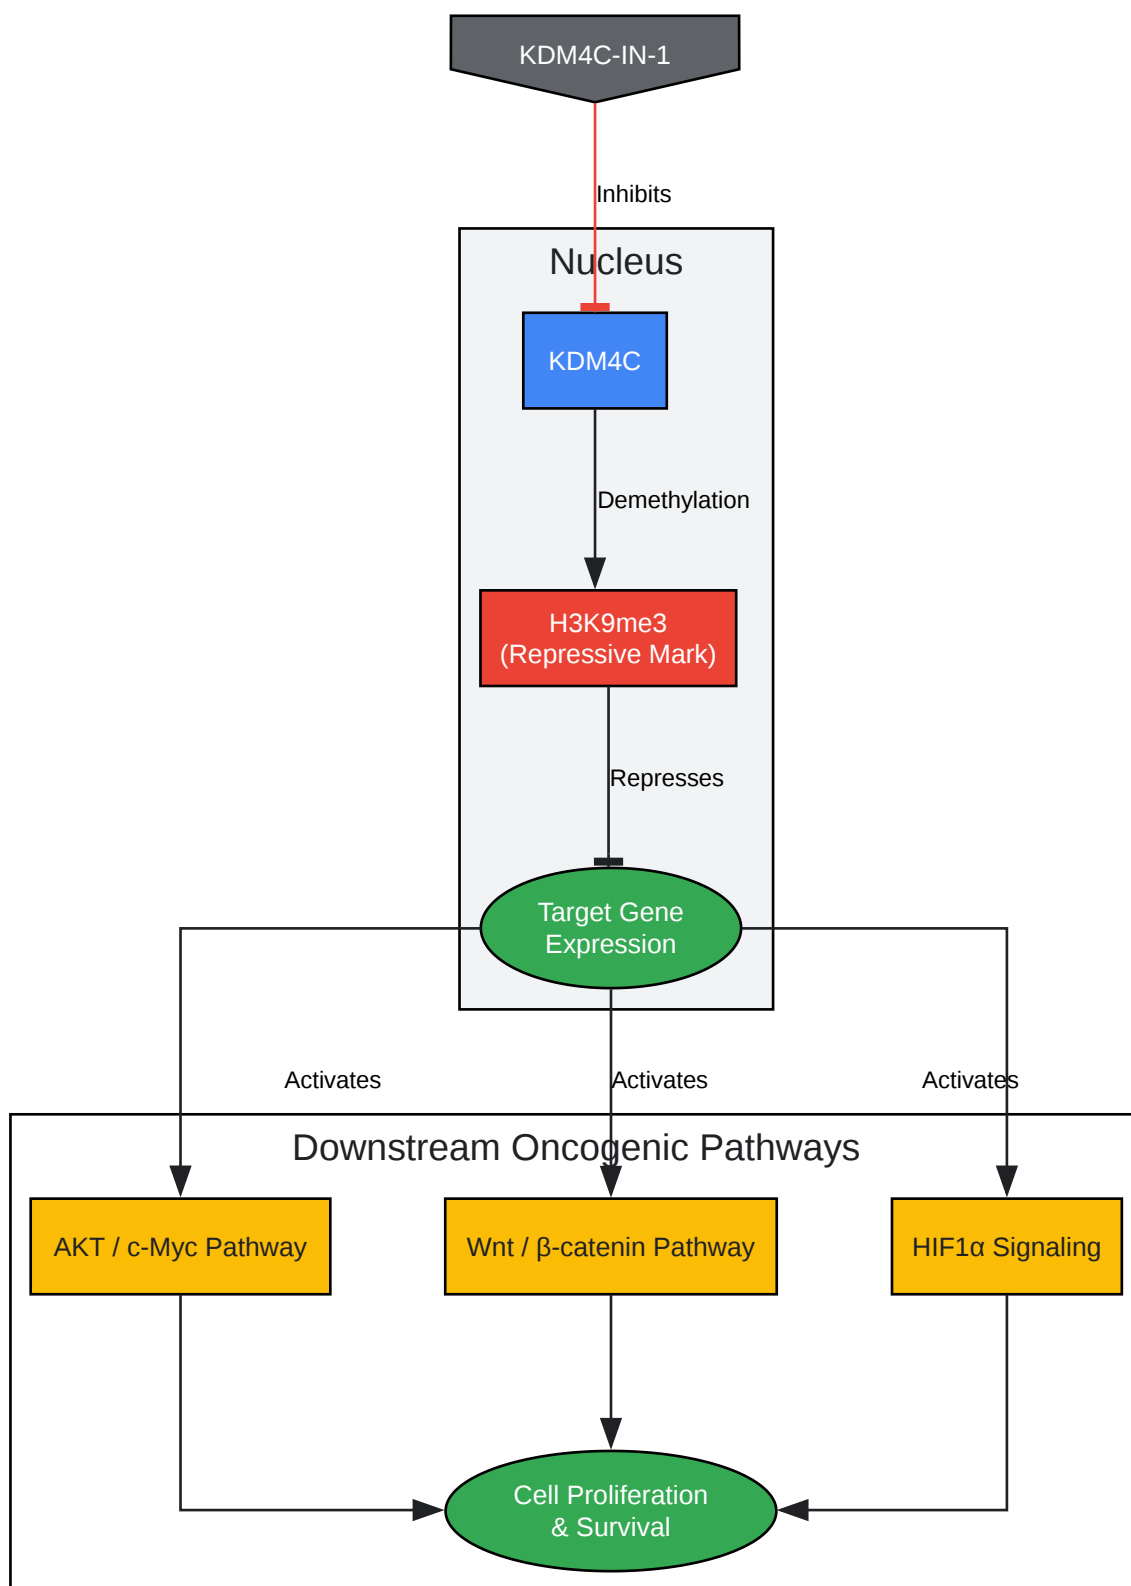 KDM4C-IN-1
Inhibits
Nucleus
KDM4C
Demethylation
H3K9me3
(Repressive Mark)
Represses
Target Gene
Expression
Activates
Activates
Activates
Downstream Oncogenic Pathways
AKT / c-Myc Pathway
Wnt / β-catenin Pathway
HIF1α Signaling
Cell Proliferation
& Survival